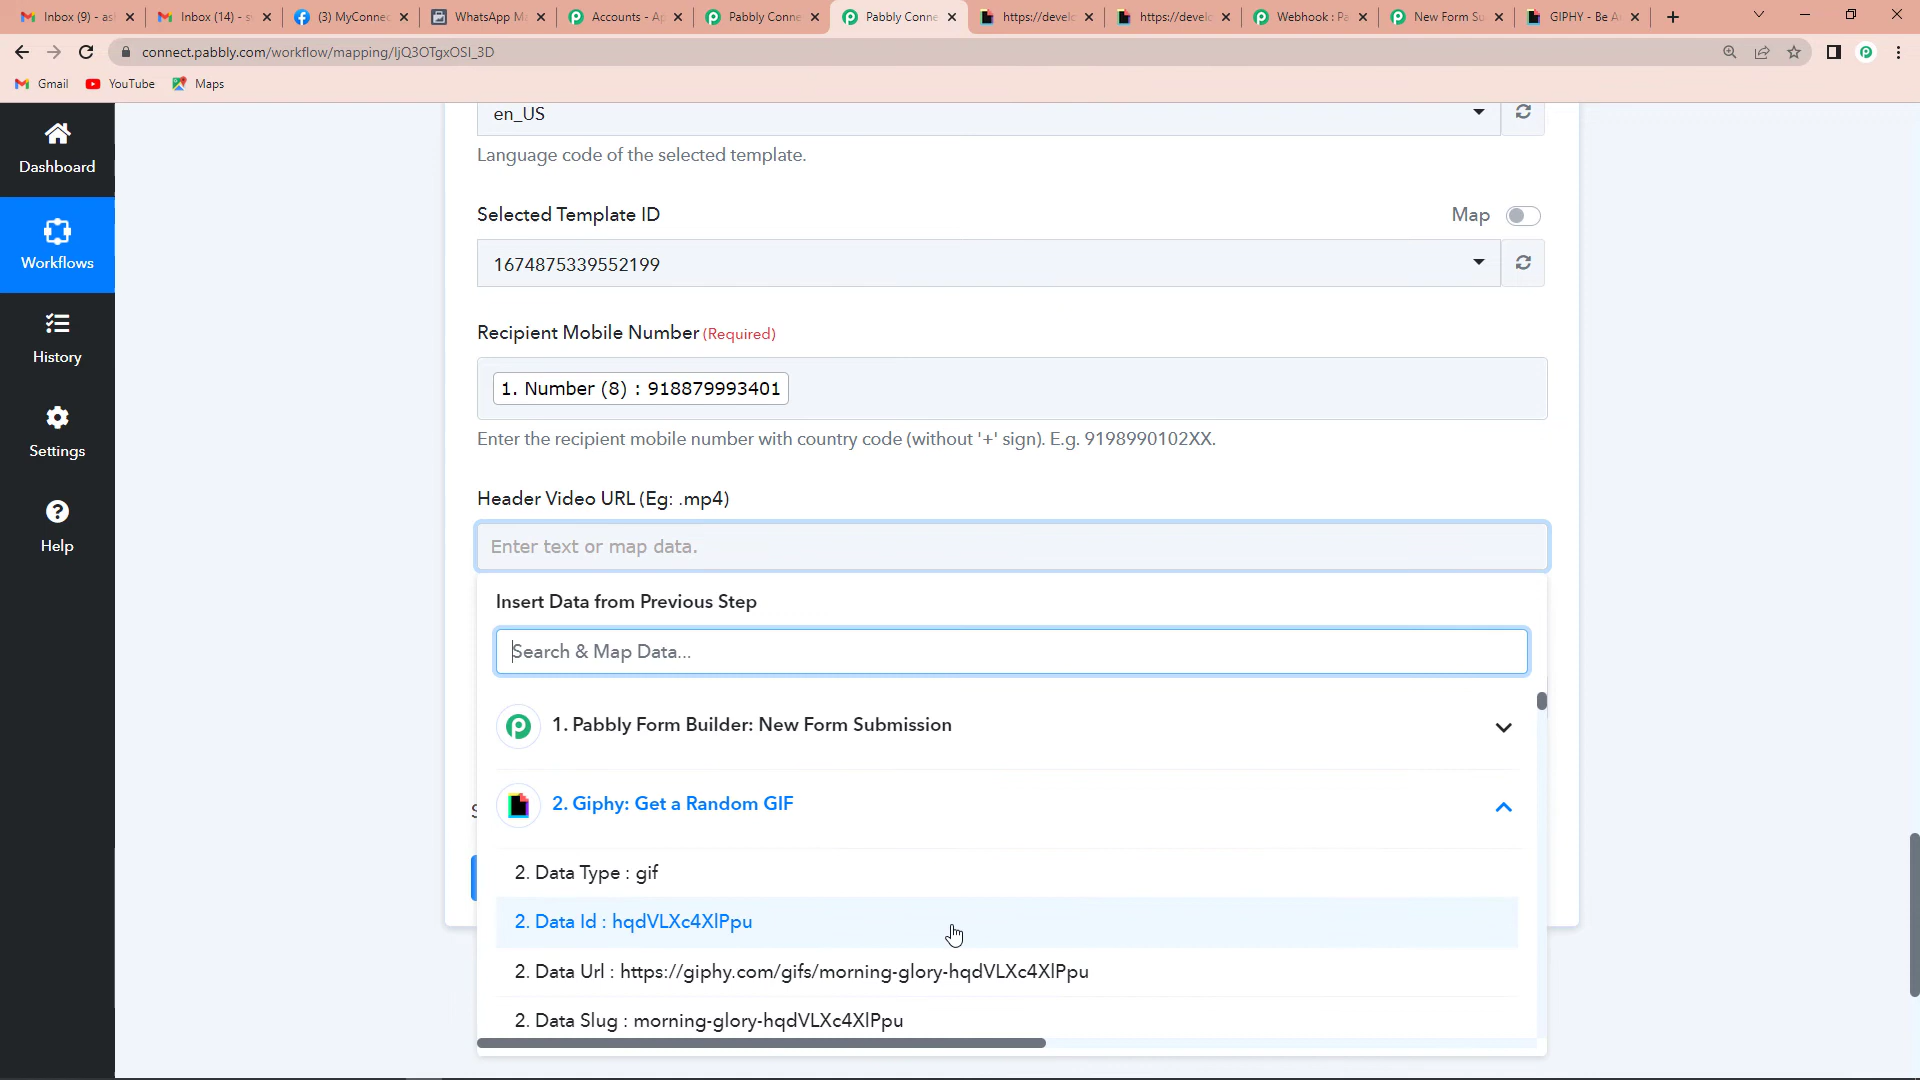 Inbox (9) - asl
Inbox (14) - s
(3) MyConnec
WhatsApp Ma
Accounts - Ap
Pabbly Conne
Pabbly Conne
https://develo
https://develo
Webhook : Pa
New Form Su
GIPHY - Be A
connect.pabbly.com/workflow/mapping/IjQ3OTgxOSI_3D
Gmail
YouTube
Maps
Dashboard
Workflows
History
Settings
Help
en_US
Language code of the selected template.
Selected Template ID
Map
1674875339552199
Recipient Mobile Number (Required)
1. Number (8) : 918879993401
Enter the recipient mobile number with country code (without '+' sign). E.g. 9198990102XX.
Header Video URL (Eg: .mp4)
Enter text or map data.
Insert Data from Previous Step
Search & Map Data...
1. Pabbly Form Builder: New Form Submission
2. Giphy: Get a Random GIF
2. Data Type : gif
2. Data Id : hqdVLXc4XlPpu
2. Data Url : https://giphy.com/gifs/morning-glory-hqdVLXc4XlPpu
2. Data Slug : morning-glory-hqdVLXc4XlPpu